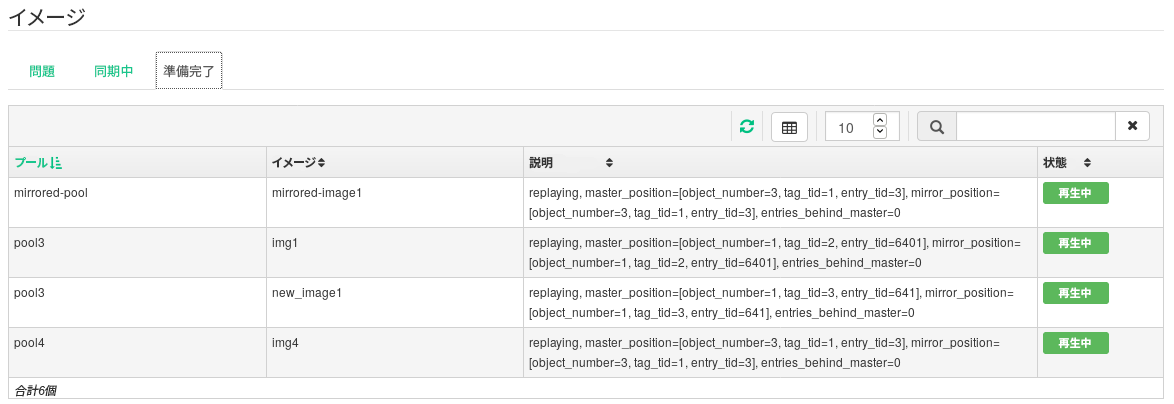 イメージ
問題 同期中 準備完了
10
プール イメージ 説明 状態
mirrored-pool mirrored-image1 replaying, master_position=[object_number=3, tag_tid=1, entry_tid=3], mirror_position= 再生中
[object_number=3, tag_tid=1, entry_tid=3], entries_behind_master=0
pool3 img1 replaying, master_position=[object_number=1, tag_tid=2, entry_tid=6401], mirror_position= 再生中
[object_number=1, tag_tid=2, entry_tid=6401], entries_behind_master=0
pool3 new_image1 replaying, master_position=[object_number=1, tag_tid=3, entry_tid=641], mirror_position= 再生中
[object_number=1, tag_tid=3, entry_tid=641], entries_behind_master=0
pool4 img4 replaying, master_position=[object_number=3, tag_tid=1, entry_tid=3], mirror_position= 再生中
[object_number=3, tag_tid=1, entry_tid=3], entries_behind_master=0
合計6個